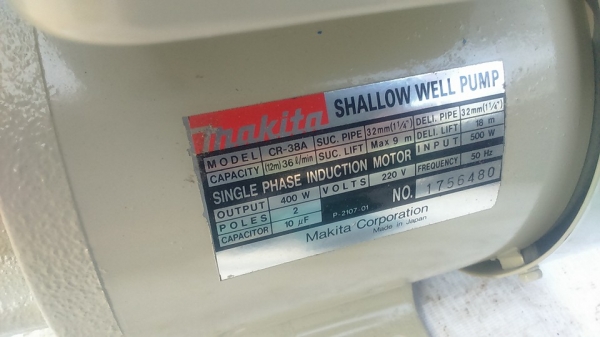 makita SHALLOW WELL PUMP
MODEL CR-38A SUC. PIPE 32mm(1¼") DELI. PIPE 32mm(1¼")
CAPACITY (12m) 36 ℓ/min SUC. LIFT Max 9 m DELI. LIFT 18 m
SINGLE PHASE INDUCTION MOTOR INPUT 500 W
OUTPUT 400 W VOLTS 220 V FREQUENCY 50 Hz
POLES 2 P-2107-01 NO. 1756480
CAPACITOR 10 µF
Makita Corporation
Made in Japan